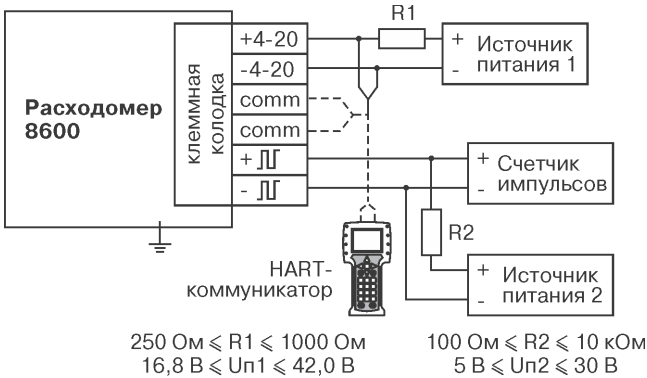 R1
+4-20
-4-20
comm
comm
+
-
клеммная
колодка
Расходомер
8600
+
-
Источник
питания 1
+
-
Счетчик
импульсов
R2
HART-
коммуникатор
+
-
Источник
питания 2
250 Ом ⩽ R1 ⩽ 1000 Ом
16,8 В ⩽ Uп1 ⩽ 42,0 В
100 Ом ⩽ R2 ⩽ 10 кОм
5 В ⩽ Uп2 ⩽ 30 В